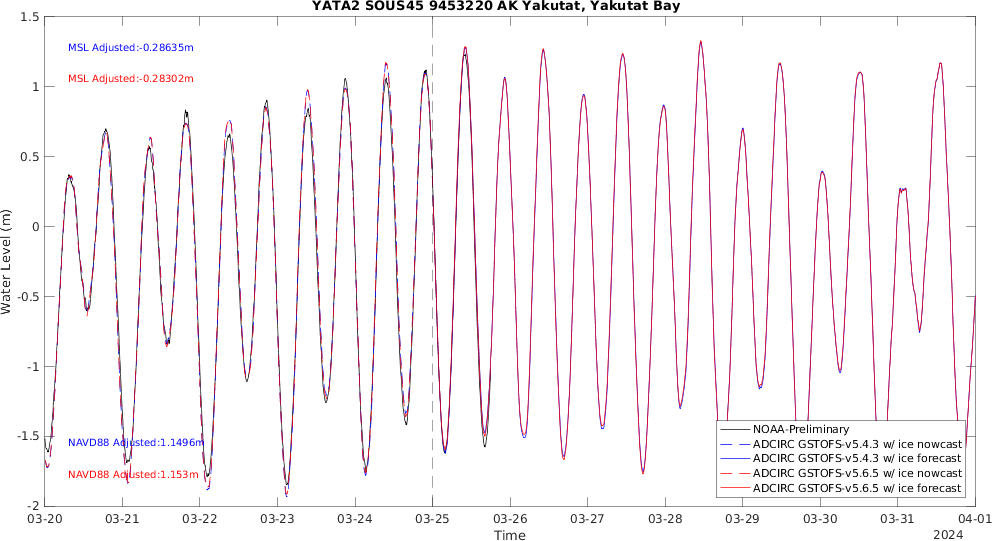 YATA2 SOUS45 9453220 AK Yakutat, Yakutat Bay
1.5
1
0.5
0
-0.5
-1
-1.5
-2
Water Level (m)
MSL Adjusted:-0.28635m
MSL Adjusted:-0.28302m
NAVD88 Adjusted:1.1496m
NAVD88 Adjusted:1.153m
NOAA-Preliminary
ADCIRC GSTOFS-v5.4.3 w/ ice nowcast
ADCIRC GSTOFS-v5.4.3 w/ ice forecast
ADCIRC GSTOFS-v5.6.5 w/ ice nowcast
ADCIRC GSTOFS-v5.6.5 w/ ice forecast
03-20 03-21 03-22 03-23 03-24 03-25 03-26 03-27 03-28 03-29 03-30 03-31 04-01
Time
2024